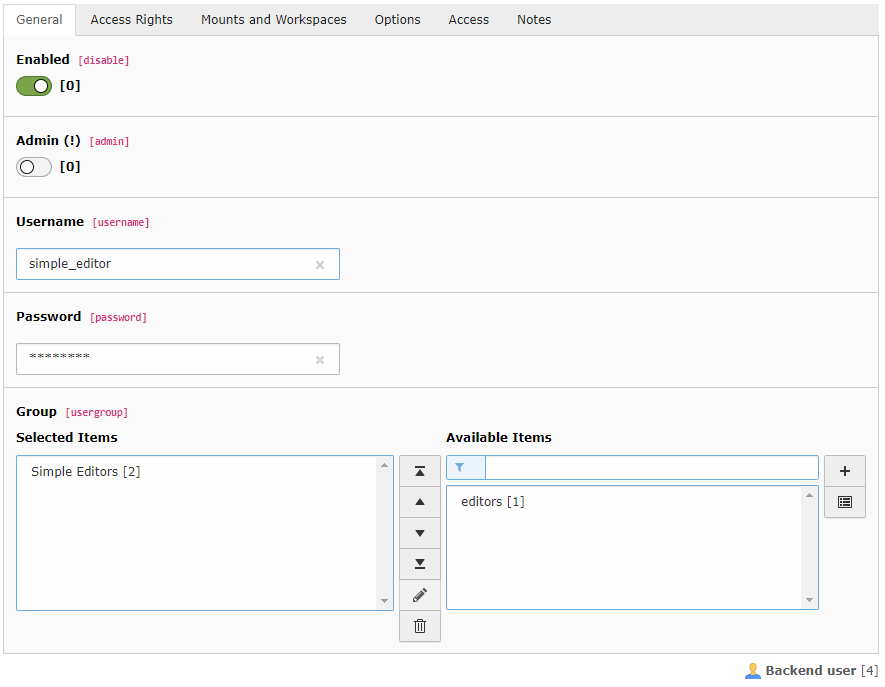 General Access Rights Mounts and Workspaces Options Access Notes
Enabled [disable]
[0]
Admin (!) [admin]
[0]
Username [username]
simple_editor ×
Password [password]
******** ×
Group [usergroup]
Selected Items Available Items
Simple Editors [2]
editors [1]
Backend user [4]